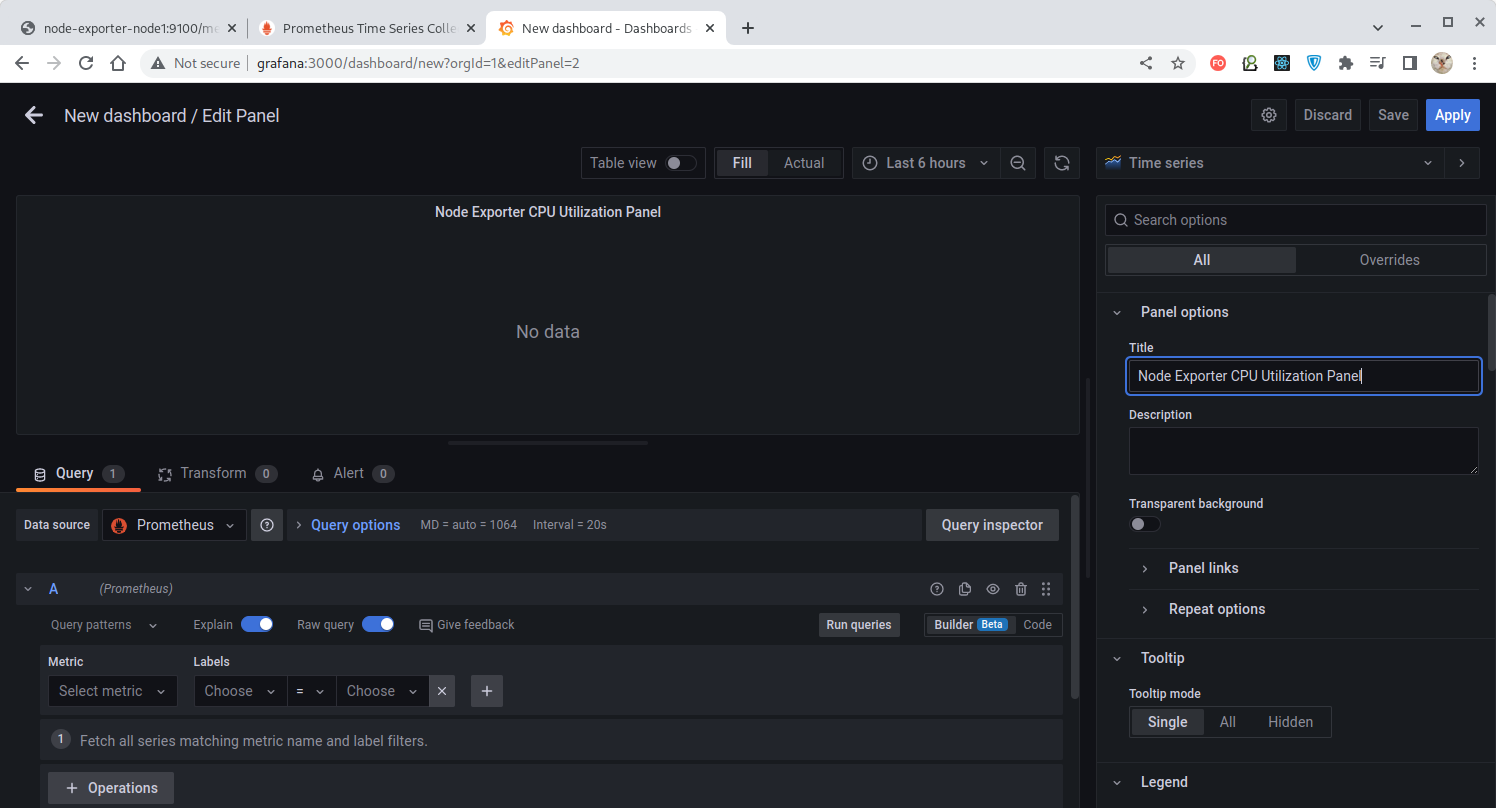 node-exporter-node1:9100/me
Prometheus Time Series Colle
New dashboard - Dashboards
Not secure
grafana:3000/dashboard/new?orgId=1&editPanel=2
FO
New dashboard / Edit Panel
Discard
Save
Apply
Table view
Fill
Actual
Last 6 hours
Time series
Node Exporter CPU Utilization Panel
No data
Search options
All
Overrides
Panel options
Title
Node Exporter CPU Utilization Panel
Description
Transparent background
Panel links
Repeat options
Tooltip
Tooltip mode
Single
All
Hidden
Legend
Query 1
Transform 0
Alert 0
Data source
Prometheus
Query options
MD = auto = 1064
Interval = 20s
Query inspector
A
(Prometheus)
Query patterns
Explain
Raw query
Give feedback
Run queries
Builder Beta
Code
Metric
Labels
Select metric
Choose
=
Choose
+
1 Fetch all series matching metric name and label filters.
+ Operations